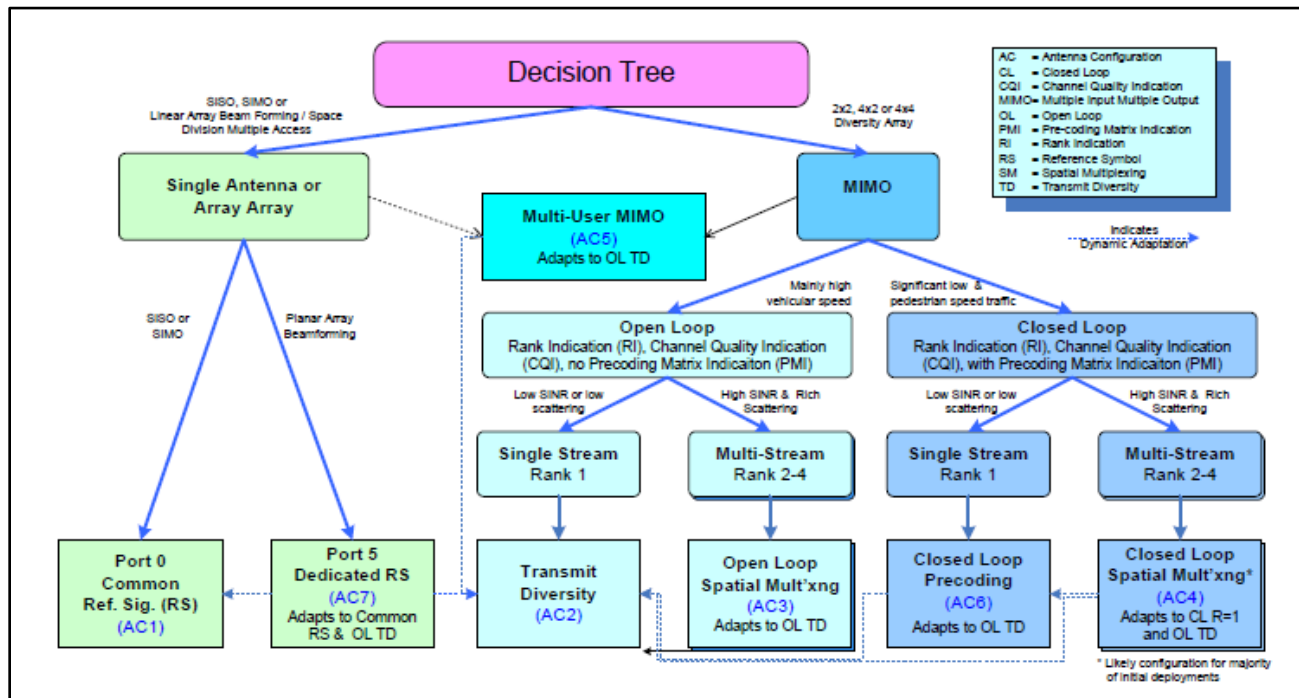 Decision Tree
AC = Antenna Configuration
CL = Closed Loop
CQI = Channel Quality Indication
MIMO= Multiple Input Multiple Output
OL = Open Loop
PMI = Pre-coding Matrix Indication
RI = Rank Indication
RS = Reference Symbol
SM = Spatial Multiplexing
TD = Transmit Diversity
Indicates
Dynamic Adaptation
SISO, SIMO or
Linear Array Beam Forming / Space
Division Multiple Access
2x2, 4x2 or 4x4
Diversity Array
Single Antenna or
Array Array
Multi-User MIMO
(AC5)
Adapts to OL TD
MIMO
SISO or
SIMO
Planar Array
Beamforming
Mainly high
vehicular speed
Significant low &
pedestrian speed traffic
Open Loop
Rank Indication (RI), Channel Quality Indication
(CQI), no Precoding Matrix Indicaiton (PMI)
Closed Loop
Rank Indication (RI), Channel Quality Indication
(CQI), with Precoding Matrix Indication (PMI)
Low SINR or low
scattering
High SINR & Rich
Scattering
Low SINR or low
scattering
High SINR & Rich
Scattering
Single Stream
Rank 1
Multi-Stream
Rank 2-4
Single Stream
Rank 1
Multi-Stream
Rank 2-4
Port 0
Common
Ref. Sig. (RS)
(AC1)
Port 5
Dedicated RS
(AC7)
Adapts to Common
RS & OL TD
Transmit
Diversity
(AC2)
Open Loop
Spatial Mult'xng
(AC3)
Adapts to OL TD
Closed Loop
Precoding
(AC6)
Adapts to OL TD
Closed Loop
Spatial Mult'xng*
(AC4)
Adapts to CL R=1
and OL TD
* Likely configuration for majority
of initial deployments